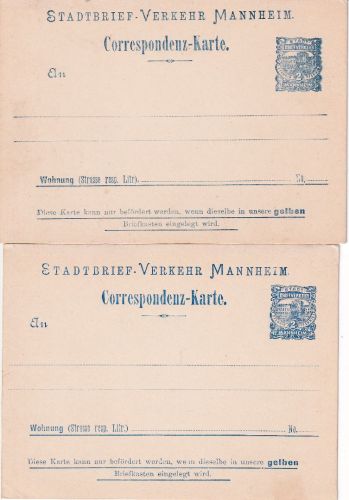 STADTBRIEF-VERKEHR MANNHEIM.
Correspondenz-Karte.
An
2
Wohnung (Strasse resp. Litr.) No.
Diese Karte kann nur befördert werden, wenn dieselbe in unsere gelben
Briefkasten eingelegt wird.
STADTBRIEF-VERKEHR MANNHEIM.
Correspondenz-Karte.
An
2
Wohnung (Strasse resp. Litr.) No.
Diese Karte kann nur befördert werden, wenn dieselbe in unsere gelben
Briefkasten eingelegt wird.